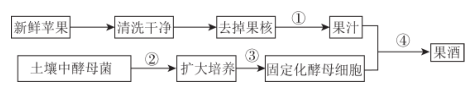 新鲜苹果 清洗干净 去掉果核 ① 果汁
④ 果酒
土壤中酵母菌 ② 扩大培养 ③ 固定化酵母细胞